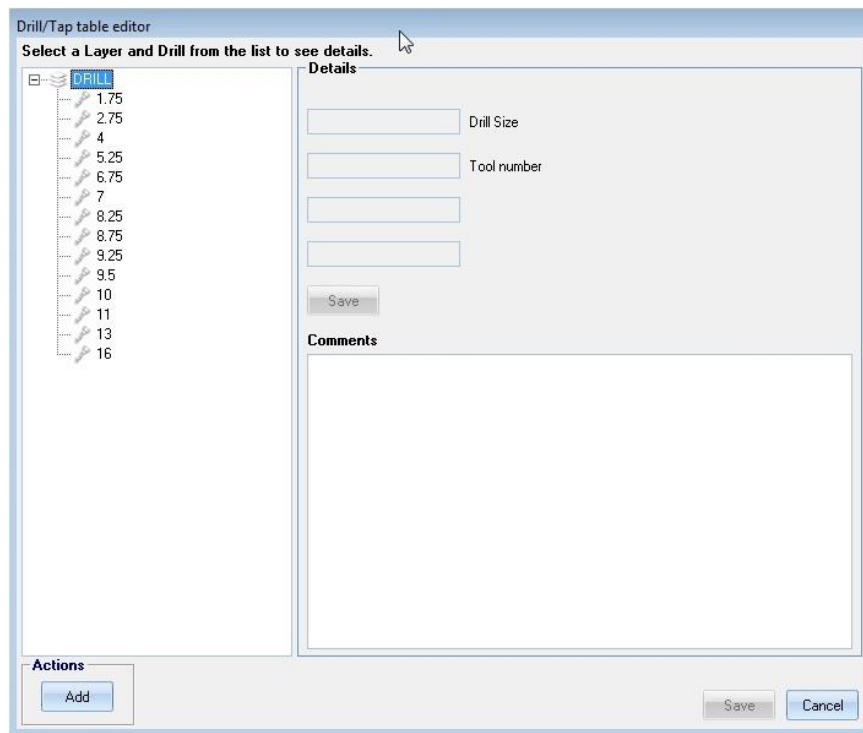 Drill/Tap table editor
Select a Layer and Drill from the list to see details.
DRILL
1.75
2.75
4
5.25
6.75
7
8.25
8.75
9.25
9.5
10
11
13
16
Details
Drill Size
Tool number
Save
Comments
Actions
Add
Save
Cancel